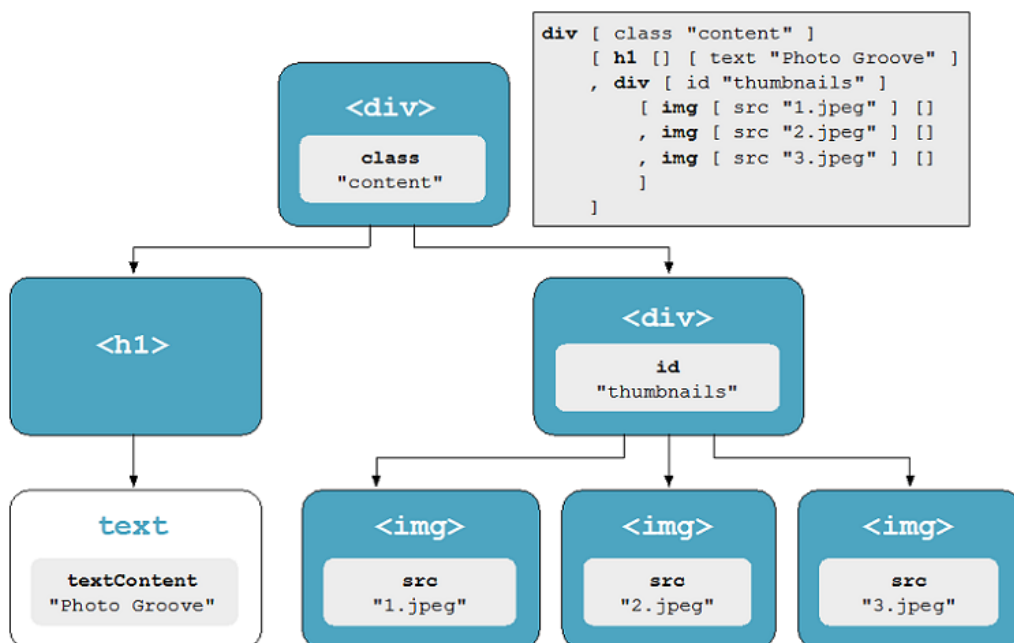 div [ class "content" ]
    [ h1 [] [ text "Photo Groove" ]
    , div [ id "thumbnails" ]
        [ img [ src "1.jpeg" ] []
        , img [ src "2.jpeg" ] []
        , img [ src "3.jpeg" ] []
        ]
    ]
<div>
class
"content"
<h1>
<div>
id
"thumbnails"
text
textContent
"Photo Groove"
<img>
src
"1.jpeg"
<img>
src
"2.jpeg"
<img>
src
"3.jpeg"